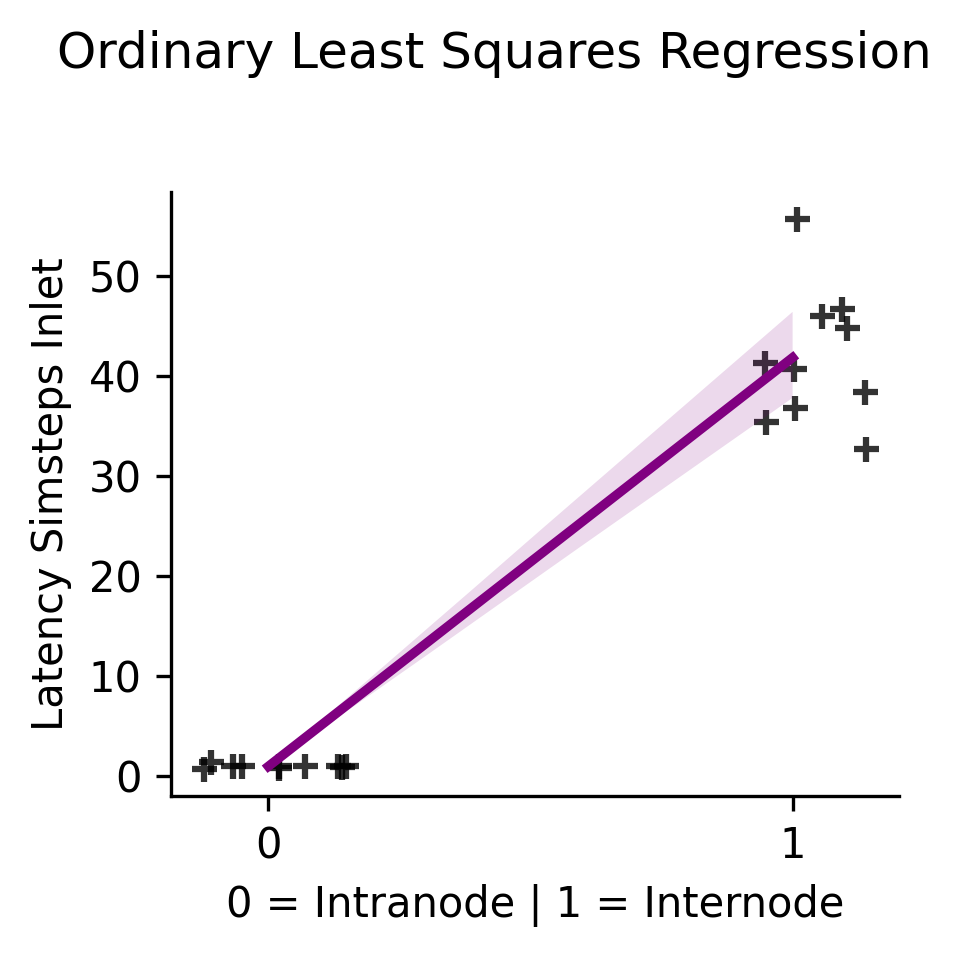 Ordinary Least Squares Regression
Latency Simsteps Inlet
50
40
30
20
10
0
0 1
0 = Intranode | 1 = Internode